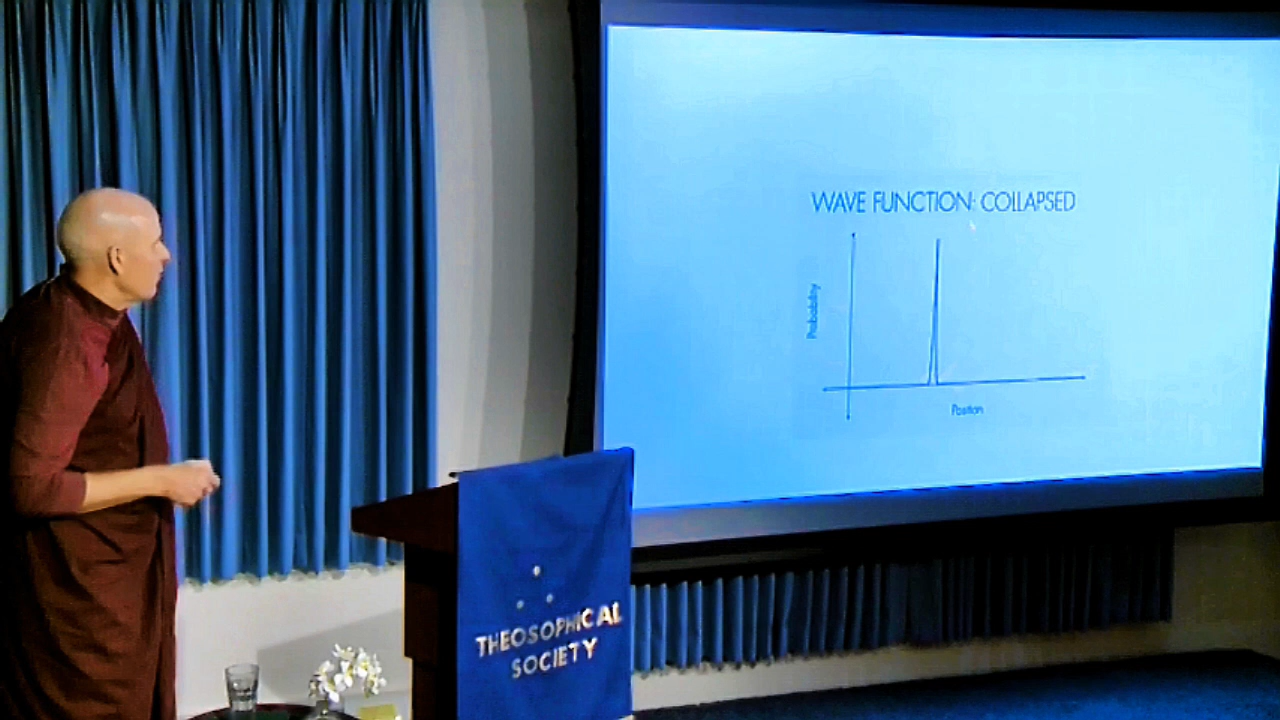 WAVE FUNCTION: COLLAPSED
Probability
Position
THEOSOPHICAL
SOCIETY